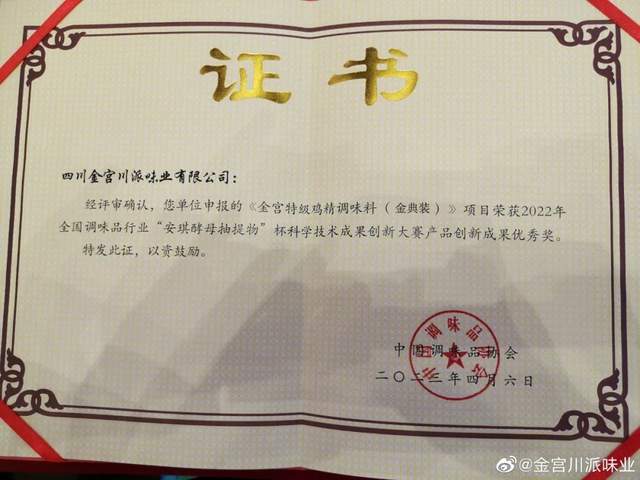 证书
四川金宫川派味业有限公司：
经评审确认，您单位申报的《金宫特级鸡精调味料（金典装）》项目荣获2022年
全国调味品行业“安琪酵母抽提物”杯科学技术成果创新大赛产品创新成果优秀奖。
特发此证，以资鼓励。
中国调味品协会
中国调味品协会
二〇二三年四月六日
@金宫川派味业